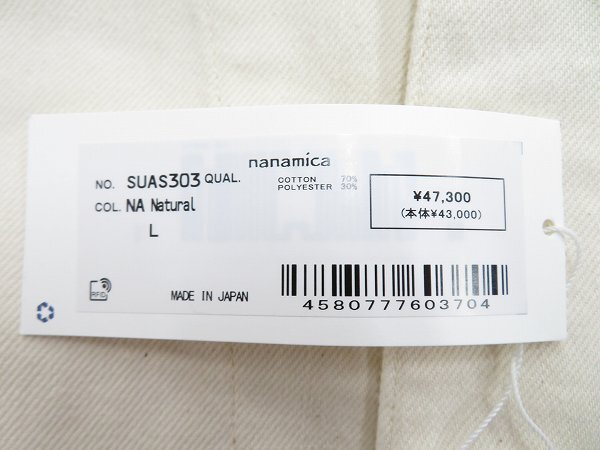 nanamica
NO. SUAS303 QUAL. COTTON 70%
POLYESTER 30%
COL. NA Natural
L
¥47,300
(本体¥43,000)
RFID
MADE IN JAPAN
4580777603704